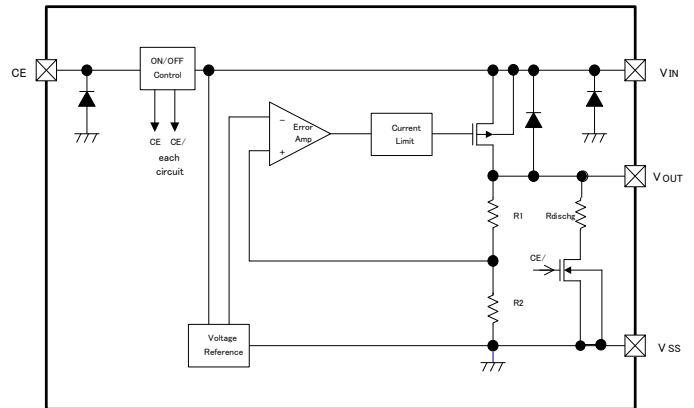 CE
ON/OFF
Control
VIN
CE CE/
each
circuit
−
Error
Amp
+
Current
Limit
VOUT
R1
Rdischg
CE/
R2
Voltage
Reference
VSS